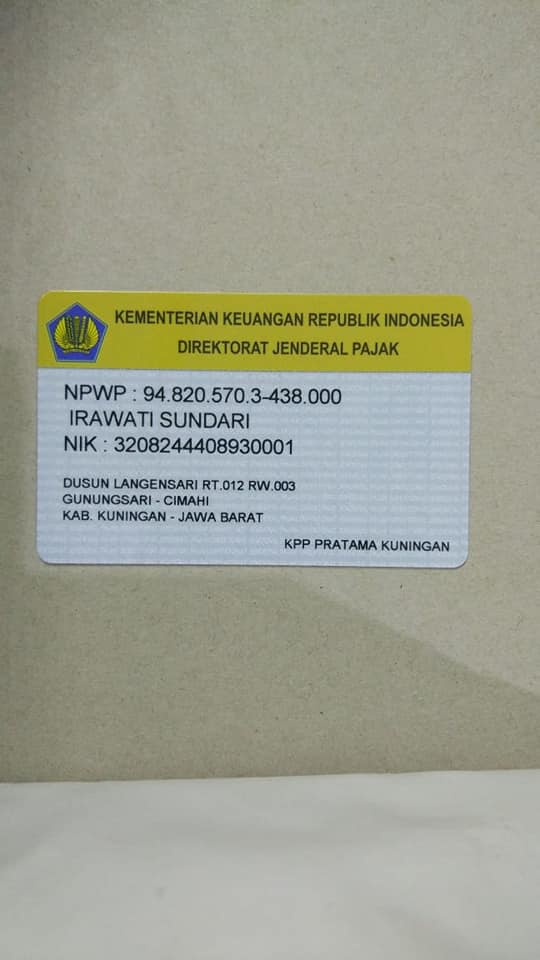 KEMENTERIAN KEUANGAN REPUBLIK INDONESIA
DIREKTORAT JENDERAL PAJAK
NPWP : 94.820.570.3-438.000
IRAWATI SUNDARI
NIK : 3208244408930001
DUSUN LANGENSARI RT.012 RW.003
GUNUNGSARI - CIMAHI
KAB. KUNINGAN - JAWA BARAT
KPP PRATAMA KUNINGAN